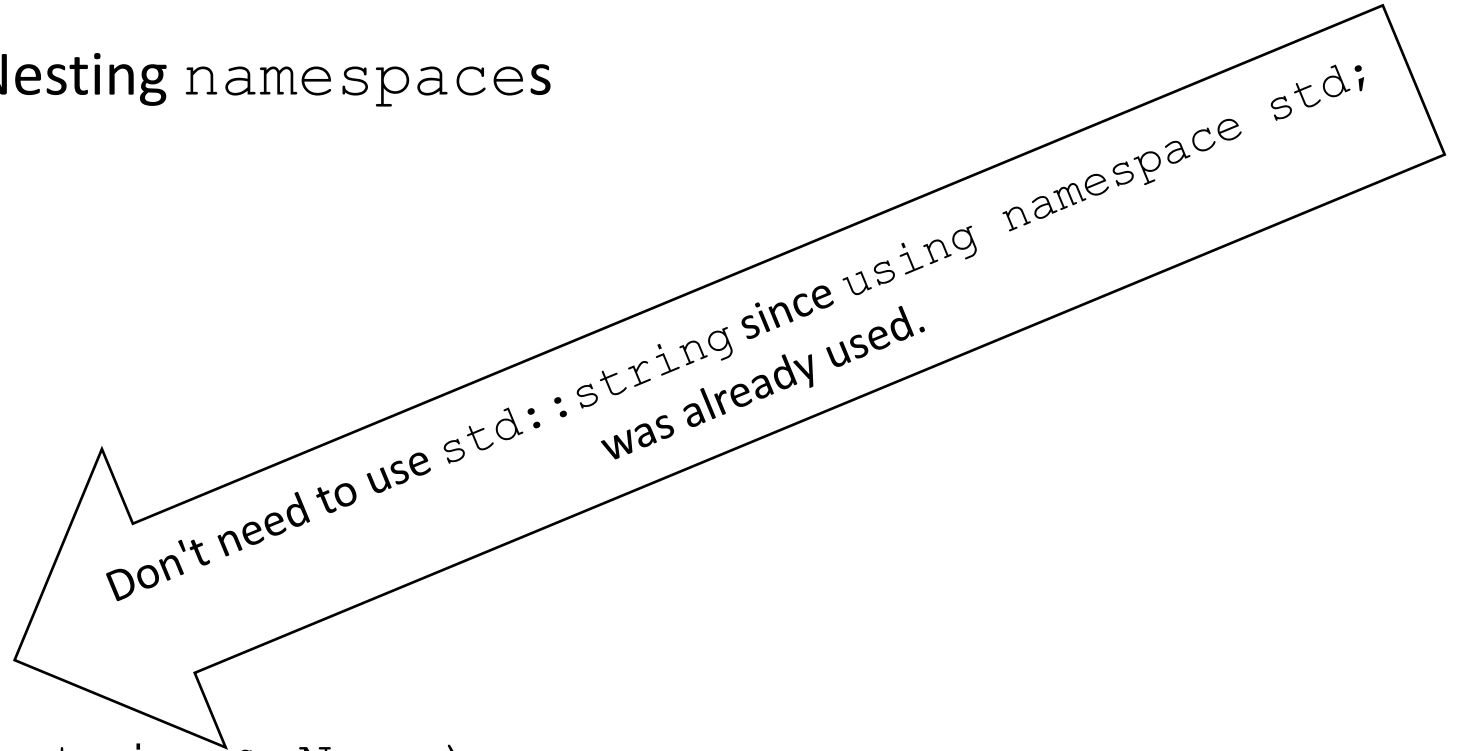 Nesting namespaces
Don't need to use std::string since using namespace std;
was already used.